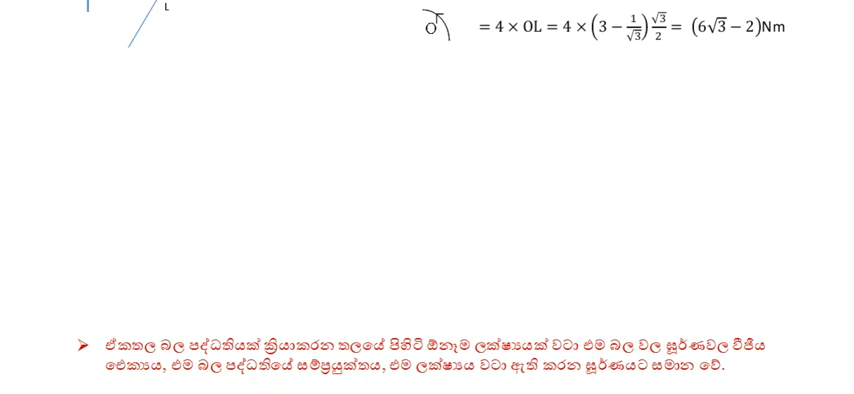 L
O = 4 × OL = 4 × (3 − 1/√3) √3/2 = (6√3 − 2)Nm
➢ ඒකතල බල පද්ධතියක් ක්‍රියාකරන තලයේ පිහිටි ඕනෑම ලක්ෂ්‍යයක් වටා එම බල වල ඝූර්ණවල වීජීය
ඓක්‍යය, එම බල පද්ධතියේ සම්ප්‍රයුක්තය, එම ලක්ෂ්‍යය වටා ඇති කරන ඝූර්ණයට සමාන වේ.